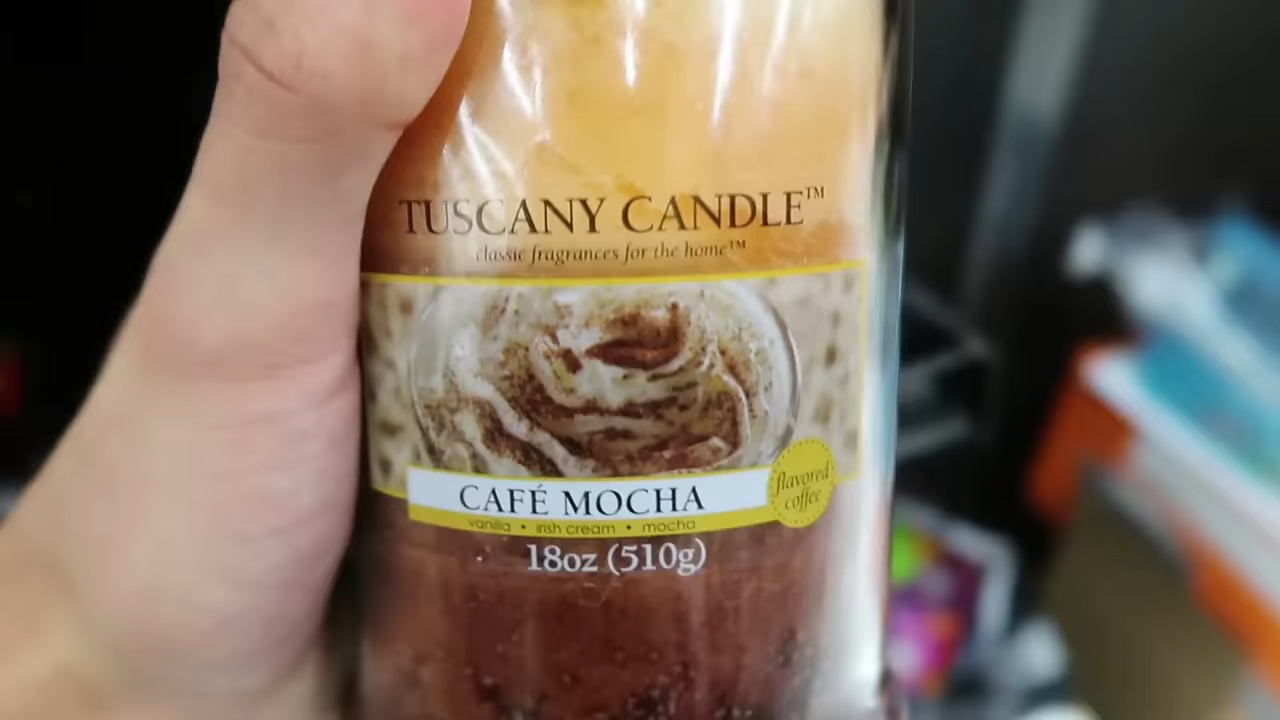 TUSCANY CANDLE™
classic fragrances for the home™
CAFÉ MOCHA
flavored
coffee
vanilla • irish cream • mocha
18oz (510g)